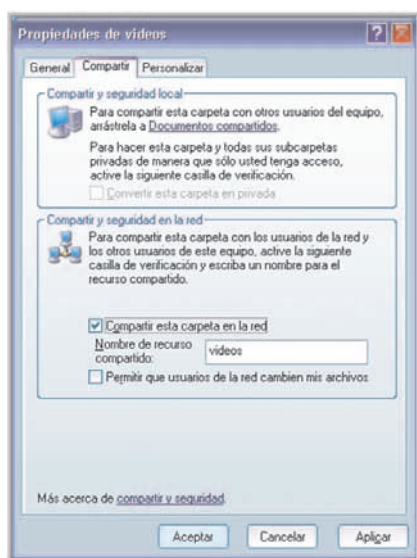 Propiedades de videos
General Compartir Personalizar
Compartir y seguridad local
Para compartir esta carpeta con otros usuarios del equipo,
arrástrela a Documentos compartidos.
Para hacer esta carpeta y todas sus subcarpetas
privadas de manera que sólo usted tenga acceso,
active la siguiente casilla de verificación.
Convertir esta carpeta en privada
Compartir y seguridad en la red
Para compartir esta carpeta con los usuarios de la red y
los otros usuarios de este equipo, active la siguiente
casilla de verificación y escriba un nombre para el
recurso compartido.
Compartir esta carpeta en la red
Nombre de recurso
compartido:
videos
Permitir que usuarios de la red cambien mis archivos
Más acerca de compartir y seguridad.
Aceptar Cancelar Aplicar